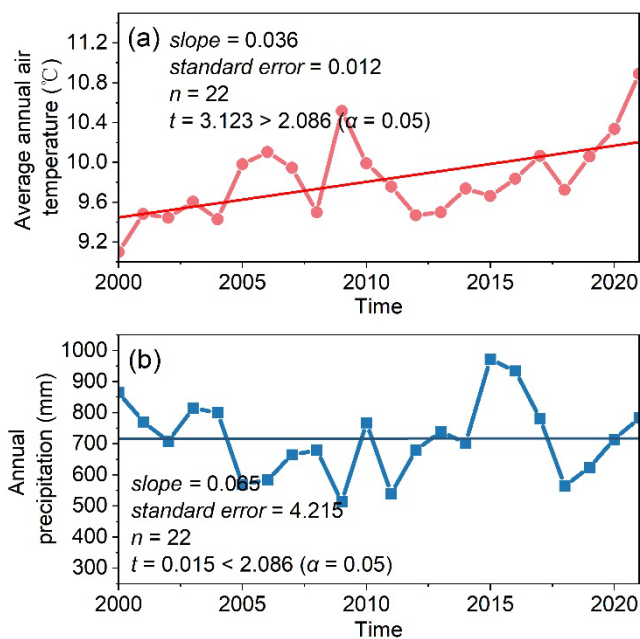 (a)
slope = 0.036
standard error = 0.012
n = 22
t = 3.123 > 2.086 (α = 0.05)
Average annual air
temperature (℃)
11.2
10.8
10.4
10.0
9.6
9.2
2000
2005
2010
2015
2020
Time
(b)
Annual
precipitation (mm)
1000
900
800
700
600
500
400
300
slope = 0.065
standard error = 4.215
n = 22
t = 0.015 < 2.086 (α = 0.05)
2000
2005
2010
2015
2020
Time